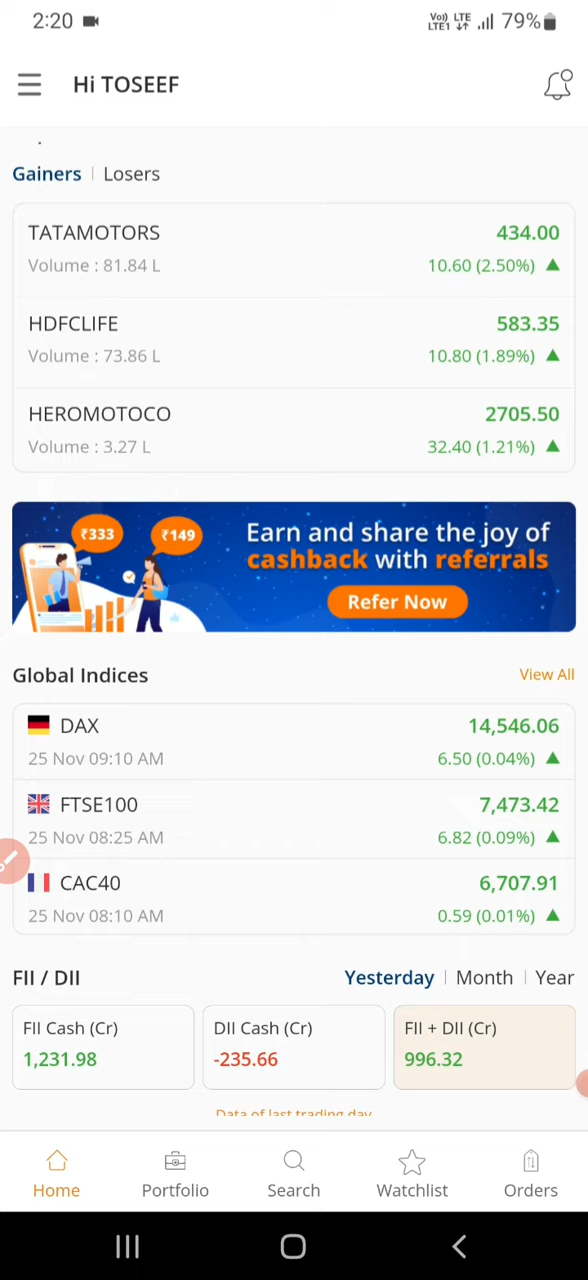 2:20
Vo)) LTE
LTE1
79%
Hi TOSEEF
Gainers | Losers
TATAMOTORS 434.00
Volume : 81.84 L 10.60 (2.50%)
HDFCLIFE 583.35
Volume : 73.86 L 10.80 (1.89%)
HEROMOTOCO 2705.50
Volume : 3.27 L 32.40 (1.21%)
₹333 ₹149
Earn and share the joy of
cashback with referrals
Refer Now
Global Indices View All
DAX 14,546.06
25 Nov 09:10 AM 6.50 (0.04%)
FTSE100 7,473.42
25 Nov 08:25 AM 6.82 (0.09%)
CAC40 6,707.91
25 Nov 08:10 AM 0.59 (0.01%)
FII / DII Yesterday | Month | Year
FII Cash (Cr) DII Cash (Cr) FII + DII (Cr)
1,231.98 -235.66 996.32
Data of last trading day
Home Portfolio Search Watchlist Orders